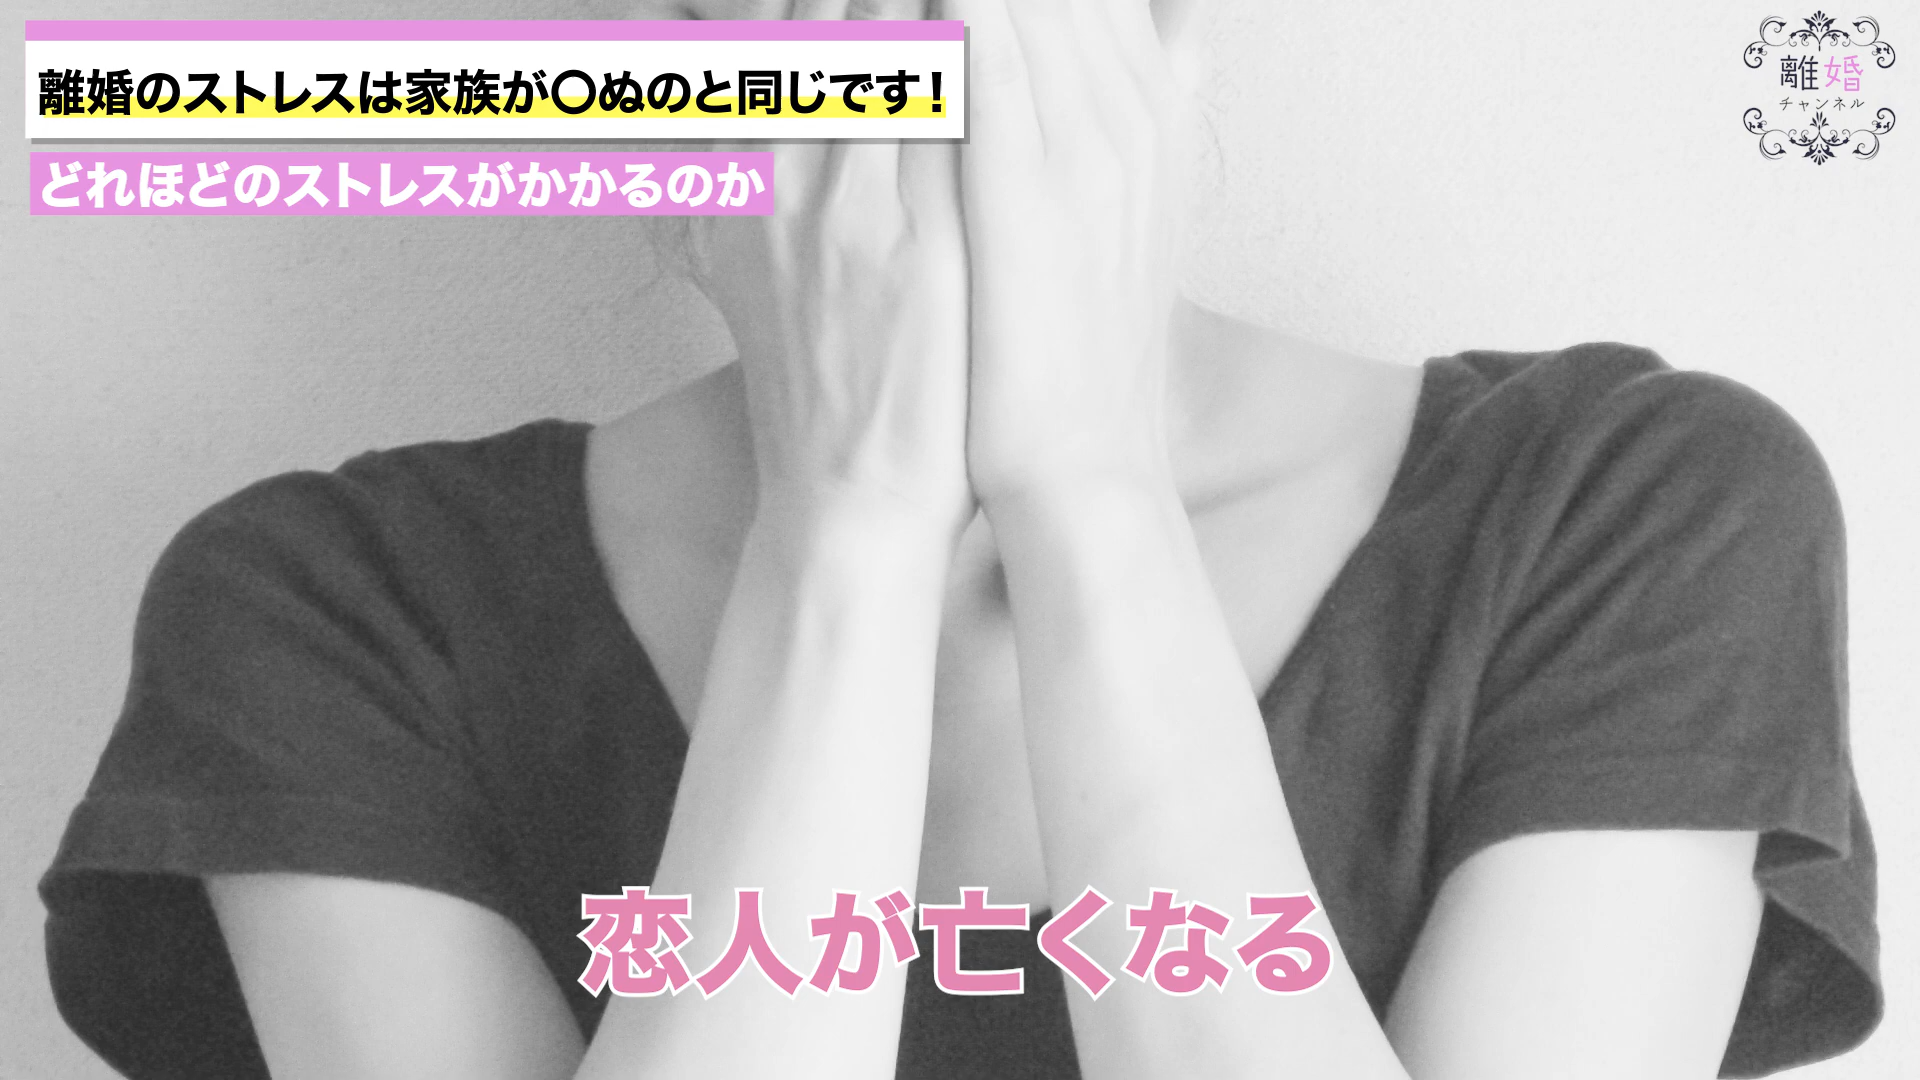 離婚のストレスは家族が〇ぬのと同じです!
どれほどのストレスがかかるのか
離婚
チャンネル
恋人が亡くなる